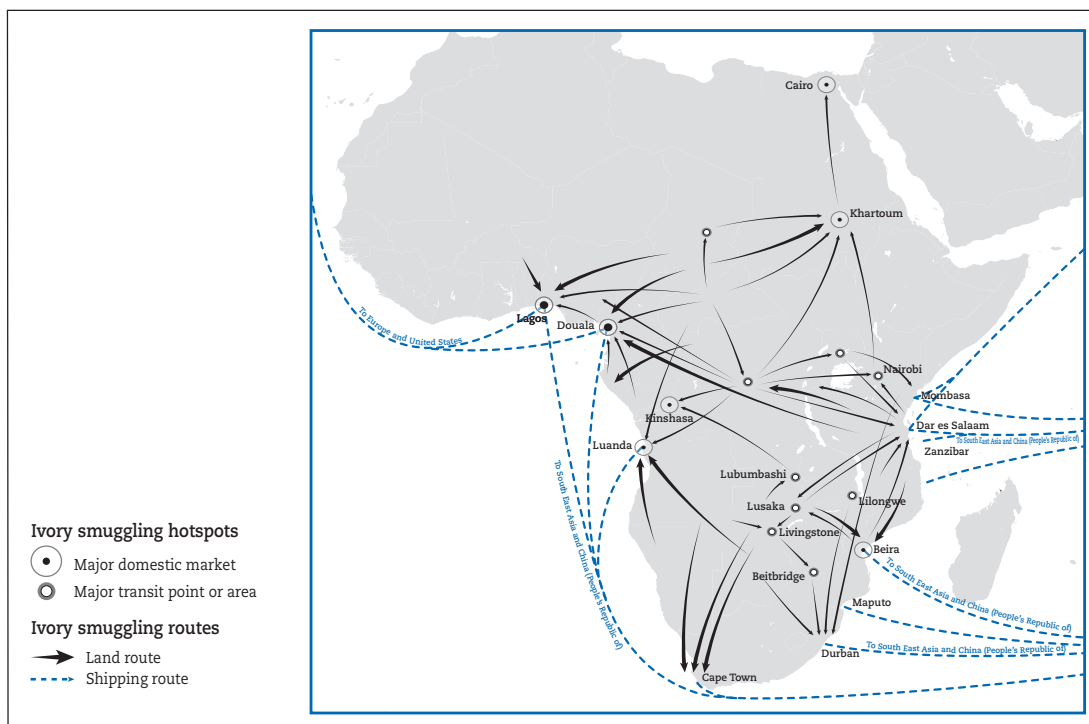 Cairo
Khartoum
Lagos
To Europe and United States
Douala
Nairobi
Mombasa
Kinshasa
Dar es Salaam
To South East Asia and China (People's Republic of)
Luanda
Zanzibar
Lubumbashi
Lilongwe
Lusaka
To South East Asia and China (People's Republic of)
Livingstone
Ivory smuggling hotspots
Major domestic market
Beira
Beitbridge
To South East Asia and China (People's Republic of)
Major transit point or area
Maputo
Ivory smuggling routes
To South East Asia and China (People's Republic of)
Durban
Land route
Shipping route
Cape Town